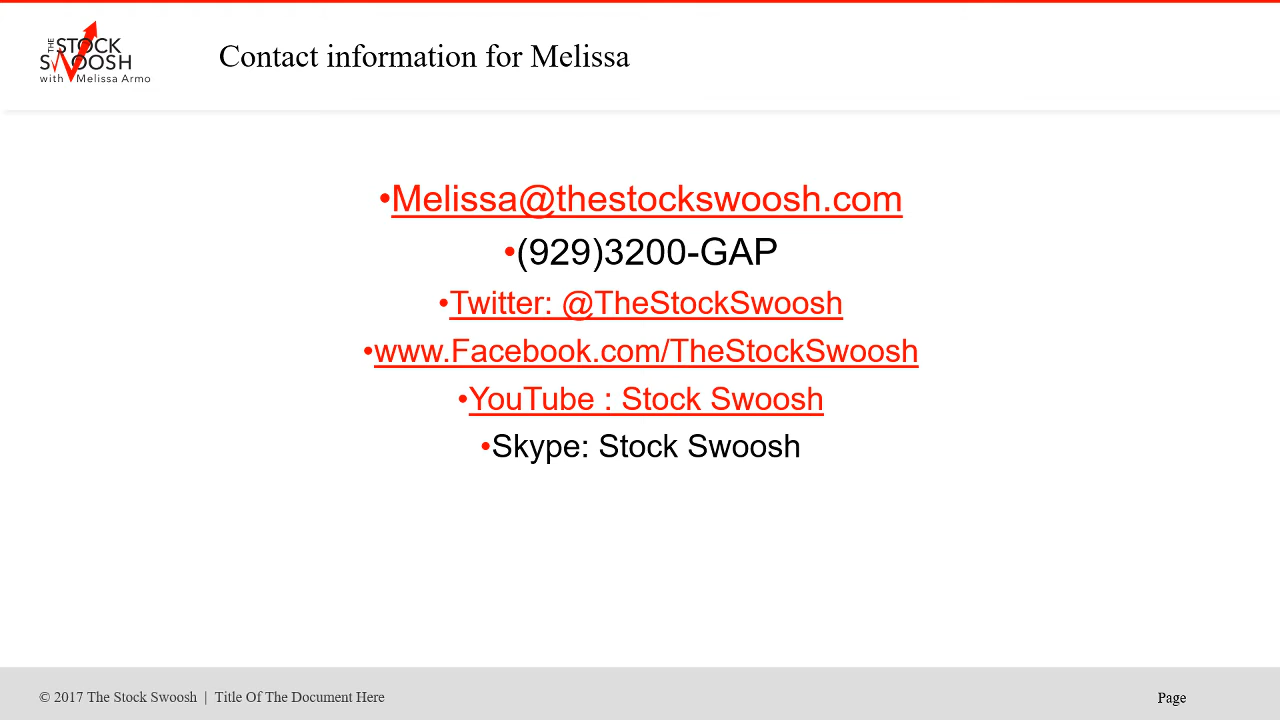 THE STOCK
SWOOSH
with Melissa Armo
Contact information for Melissa
•Melissa@thestockswoosh.com
•(929)3200-GAP
•Twitter: @TheStockSwoosh
•www.Facebook.com/TheStockSwoosh
•YouTube : Stock Swoosh
•Skype: Stock Swoosh
© 2017 The Stock Swoosh | Title Of The Document Here
Page